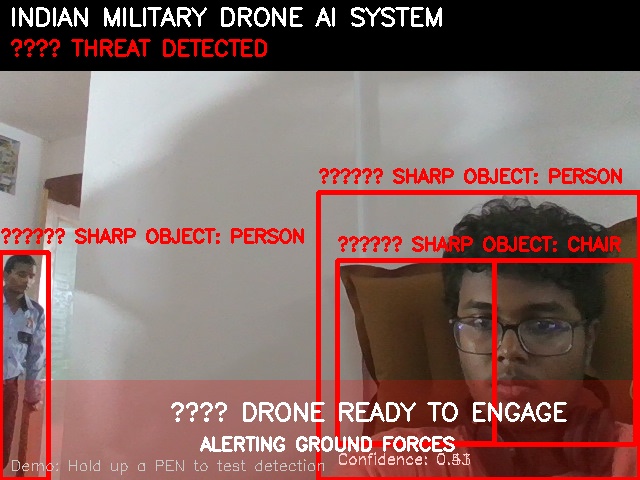 INDIAN MILITARY DRONE AI SYSTEM
???? THREAT DETECTED
?????? SHARP OBJECT: PERSON
?????? SHARP OBJECT: PERSON
?????? SHARP OBJECT: CHAIR
???? DRONE READY TO ENGAGE
ALERTING GROUND FORCES
Confidence:
Demo: Hold up a PEN to test detection